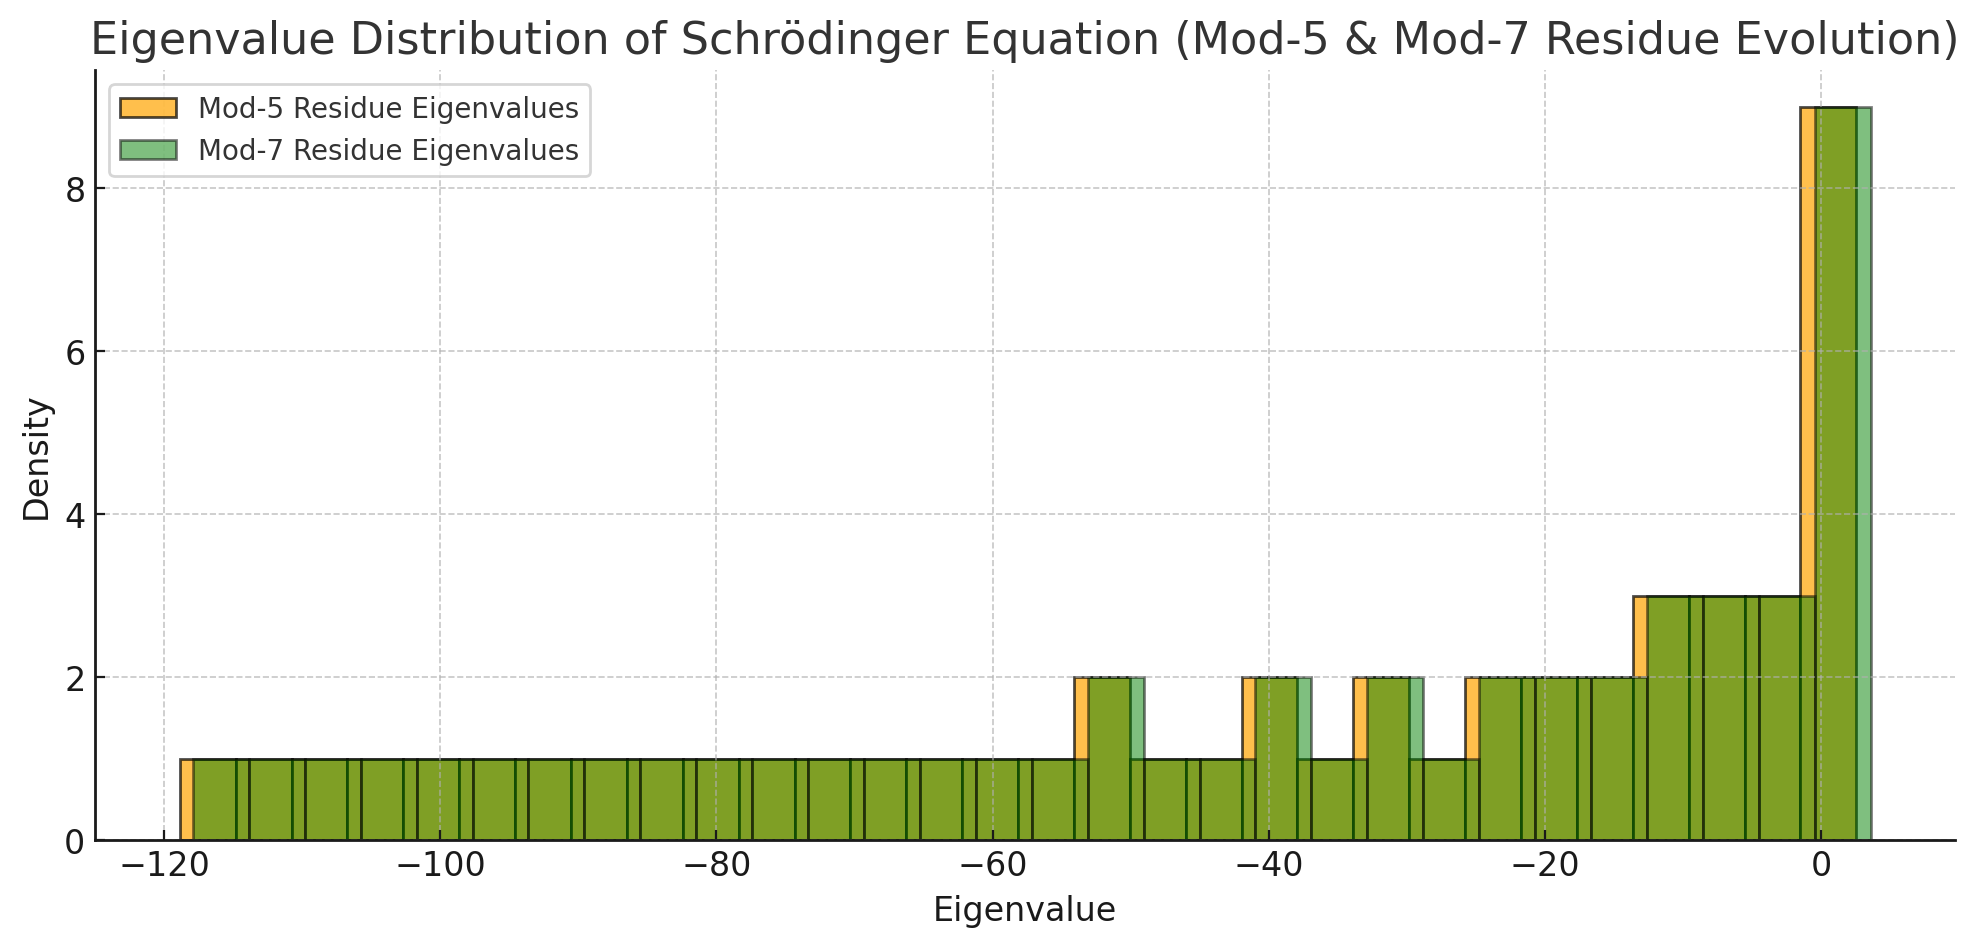 Eigenvalue Distribution of Schrödinger Equation (Mod-5 & Mod-7 Residue Evolution)
Mod-5 Residue Eigenvalues
Mod-7 Residue Eigenvalues
Density
8
6
4
2
0
−120 −100 −80 −60 −40 −20 0
Eigenvalue